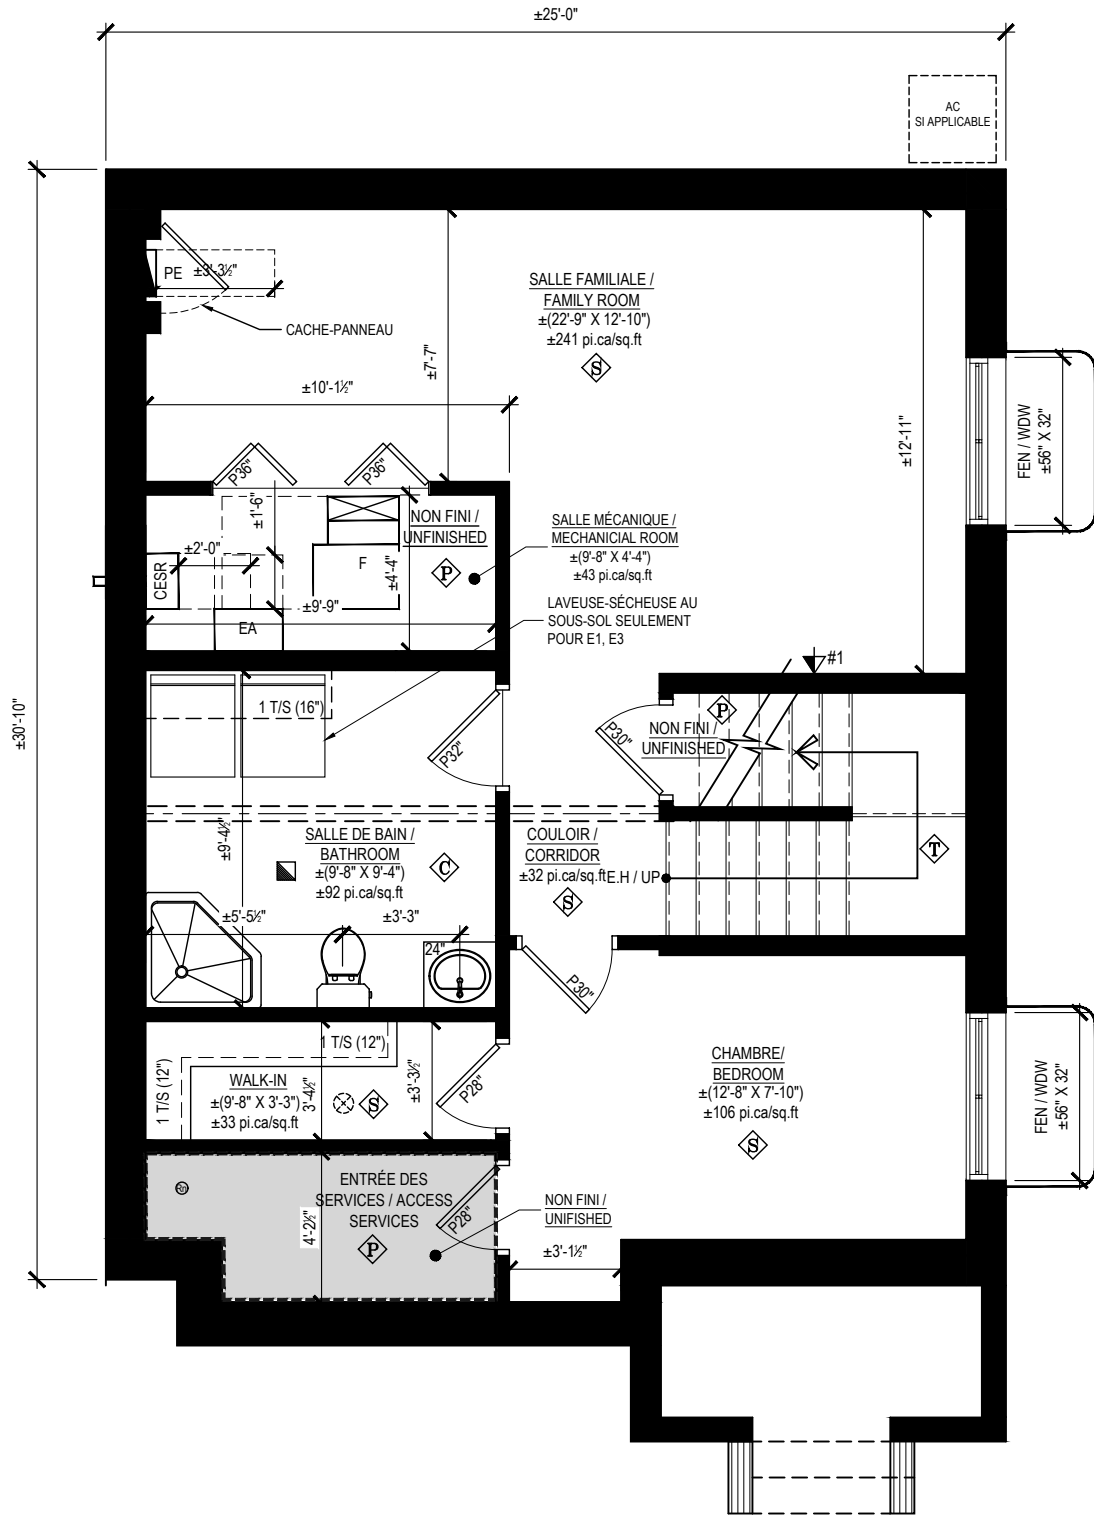 ±25'-0"
AC
SI APPLICABLE
±30'-10"
PE
±3'-3½"
CACHE-PANNEAU
SALLE FAMILIALE /
FAMILY ROOM
±(22'-9" X 12'-10")
±241 pi.ca/sq.ft
S
±7'-7"
±10'-1½"
±12'-11"
FEN / WDW
±56" X 32"
P36"
P36"
±1'-6"
NON FINI /
UNFINISHED
SALLE MÉCANIQUE /
MECHANICIAL ROOM
±(9'-8" X 4'-4")
±43 pi.ca/sq.ft
±2'-0"
CESR
F
±4'-4"
P
±9'-9"
EA
LAVEUSE-SÉCHEUSE AU
SOUS-SOL SEULEMENT
POUR E1, E3
#1
1 T/S (16")
P32"
P30"
P
NON FINI /
UNFINISHED
±9'-4½"
SALLE DE BAIN /
BATHROOM
±(9'-8" X 9'-4")
±92 pi.ca/sq.ft
C
COULOIR /
CORRIDOR
±32 pi.ca/sq.ft
E.H / UP
S
T
±5'-5½"
±3'-3"
24"
P30"
1 T/S (12")
1 T/S (12")
WALK-IN
±(9'-8" X 3'-3")
±33 pi.ca/sq.ft
3'-4½"
S
±3'-3½"
P28"
CHAMBRE/
BEDROOM
±(12'-8" X 7'-10")
±106 pi.ca/sq.ft
S
FEN / WDW
±56" X 32"
ENTRÉE DES
SERVICES / ACCESS
SERVICES
P
4'-2½"
P28"
NON FINI /
UNIFISHED
±3'-1½"